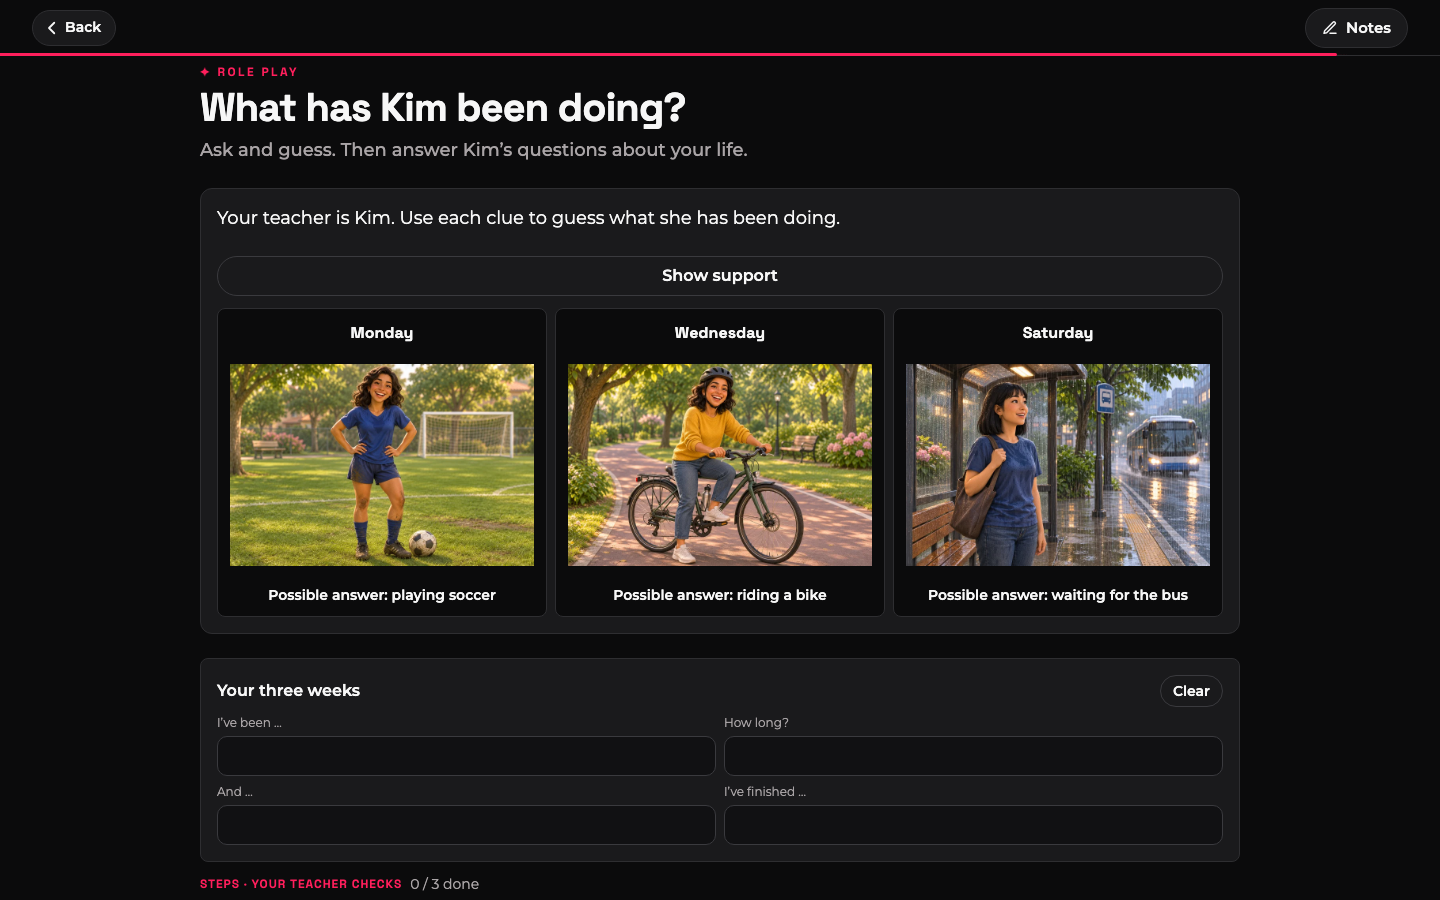 Back
Notes
ROLE PLAY
What has Kim been doing?
Ask and guess. Then answer Kim's questions about your life.
Your teacher is Kim. Use each clue to guess what she has been doing.
Show support
Monday
Wednesday
Saturday
Possible answer: playing soccer
Possible answer: riding a bike
Possible answer: waiting for the bus
Your three weeks
Clear
I've been ...
How long?
And ...
I've finished ...
STEPS · YOUR TEACHER CHECKS 0 / 3 done